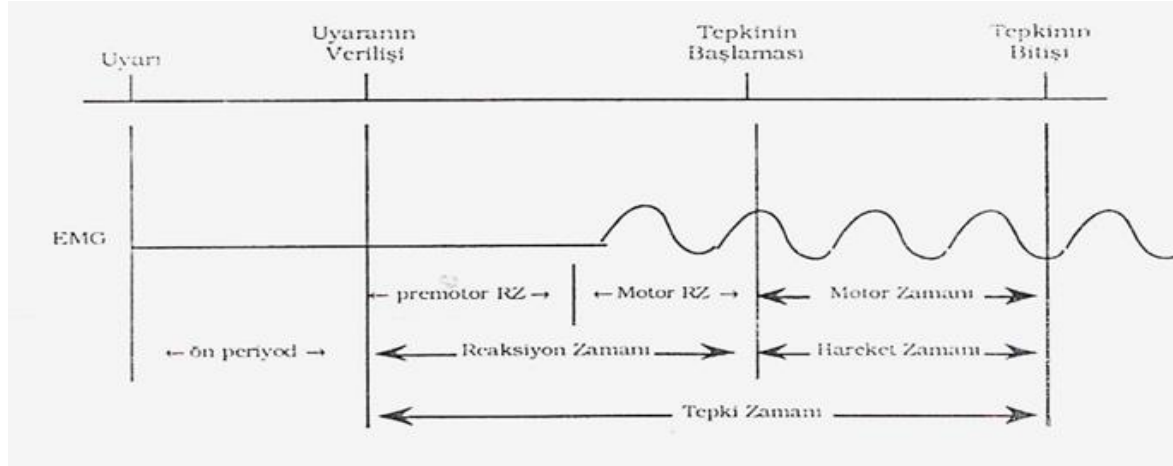 Uyarı
Uyaranın
Verilişi
Tepkinin
Başlaması
Tepkinın
Bitişi
EMG
← premotor RZ →
← Motor RZ →
Motor Zamanı
← ön periyod →
Reaksiyon Zamanı
Hareket Zamanı
Tepki Zamanı